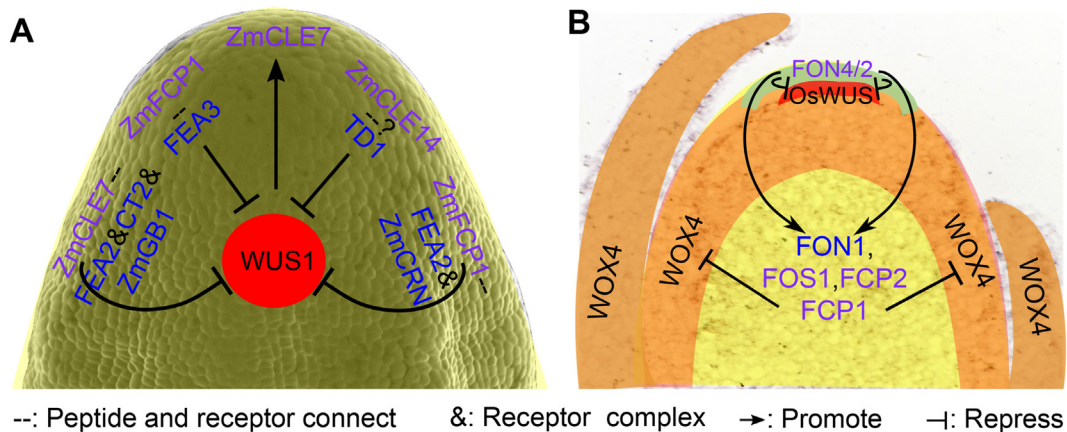 A
ZmCLE7
ZmFCP1
--
FEA3
ZmCLE14
--?
TD1
ZmCLE7--
FEA2&CT2&
ZmGB1
WUS1
ZmFCP1--
FEA2&
ZmCRN
B
FON4/2
OsWUS
WOX4
WOX4
FON1,
FOS1,FCP2
FCP1
WOX4
WOX4
--: Peptide and receptor connect &: Receptor complex →: Promote ⊣: Repress